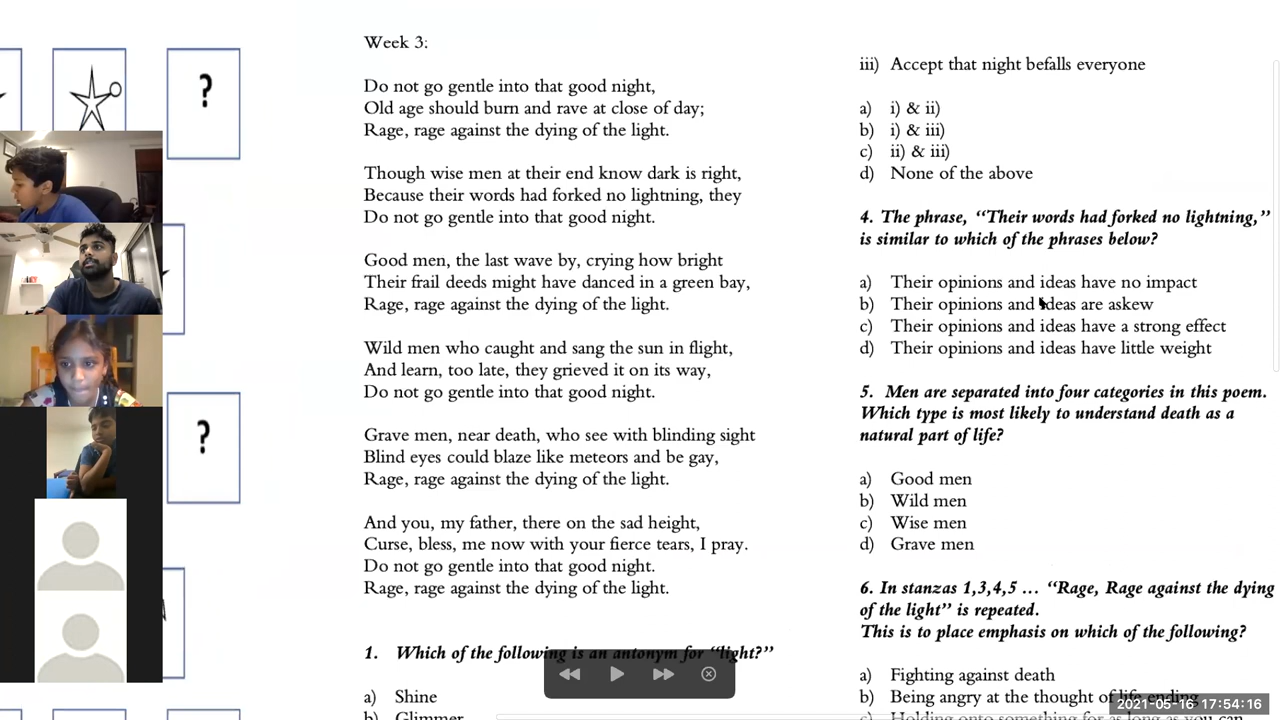 ?
?
Week 3:
Do not go gentle into that good night,
Old age should burn and rave at close of day;
Rage, rage against the dying of the light.
Though wise men at their end know dark is right,
Because their words had forked no lightning, they
Do not go gentle into that good night.
Good men, the last wave by, crying how bright
Their frail deeds might have danced in a green bay,
Rage, rage against the dying of the light.
Wild men who caught and sang the sun in flight,
And learn, too late, they grieved it on its way,
Do not go gentle into that good night.
Grave men, near death, who see with blinding sight
Blind eyes could blaze like meteors and be gay,
Rage, rage against the dying of the light.
And you, my father, there on the sad height,
Curse, bless, me now with your fierce tears, I pray.
Do not go gentle into that good night.
Rage, rage against the dying of the light.
1. Which of the following is an antonym for “light?”
a) Shine
b) Glimmer
iii) Accept that night befalls everyone
a) i) & ii)
b) i) & iii)
c) ii) & iii)
d) None of the above
4. The phrase, “Their words had forked no lightning,”
is similar to which of the phrases below?
a) Their opinions and ideas have no impact
b) Their opinions and ideas are askew
c) Their opinions and ideas have a strong effect
d) Their opinions and ideas have little weight
5. Men are separated into four categories in this poem.
Which type is most likely to understand death as a
natural part of life?
a) Good men
b) Wild men
c) Wise men
d) Grave men
6. In stanzas 1,3,4,5 … “Rage, Rage against the dying
of the light” is repeated.
This is to place emphasis on which of the following?
a) Fighting against death
b) Being angry at the thought of life ending
c) Holding onto something for as long as you can
2021-05-16 17:54:16